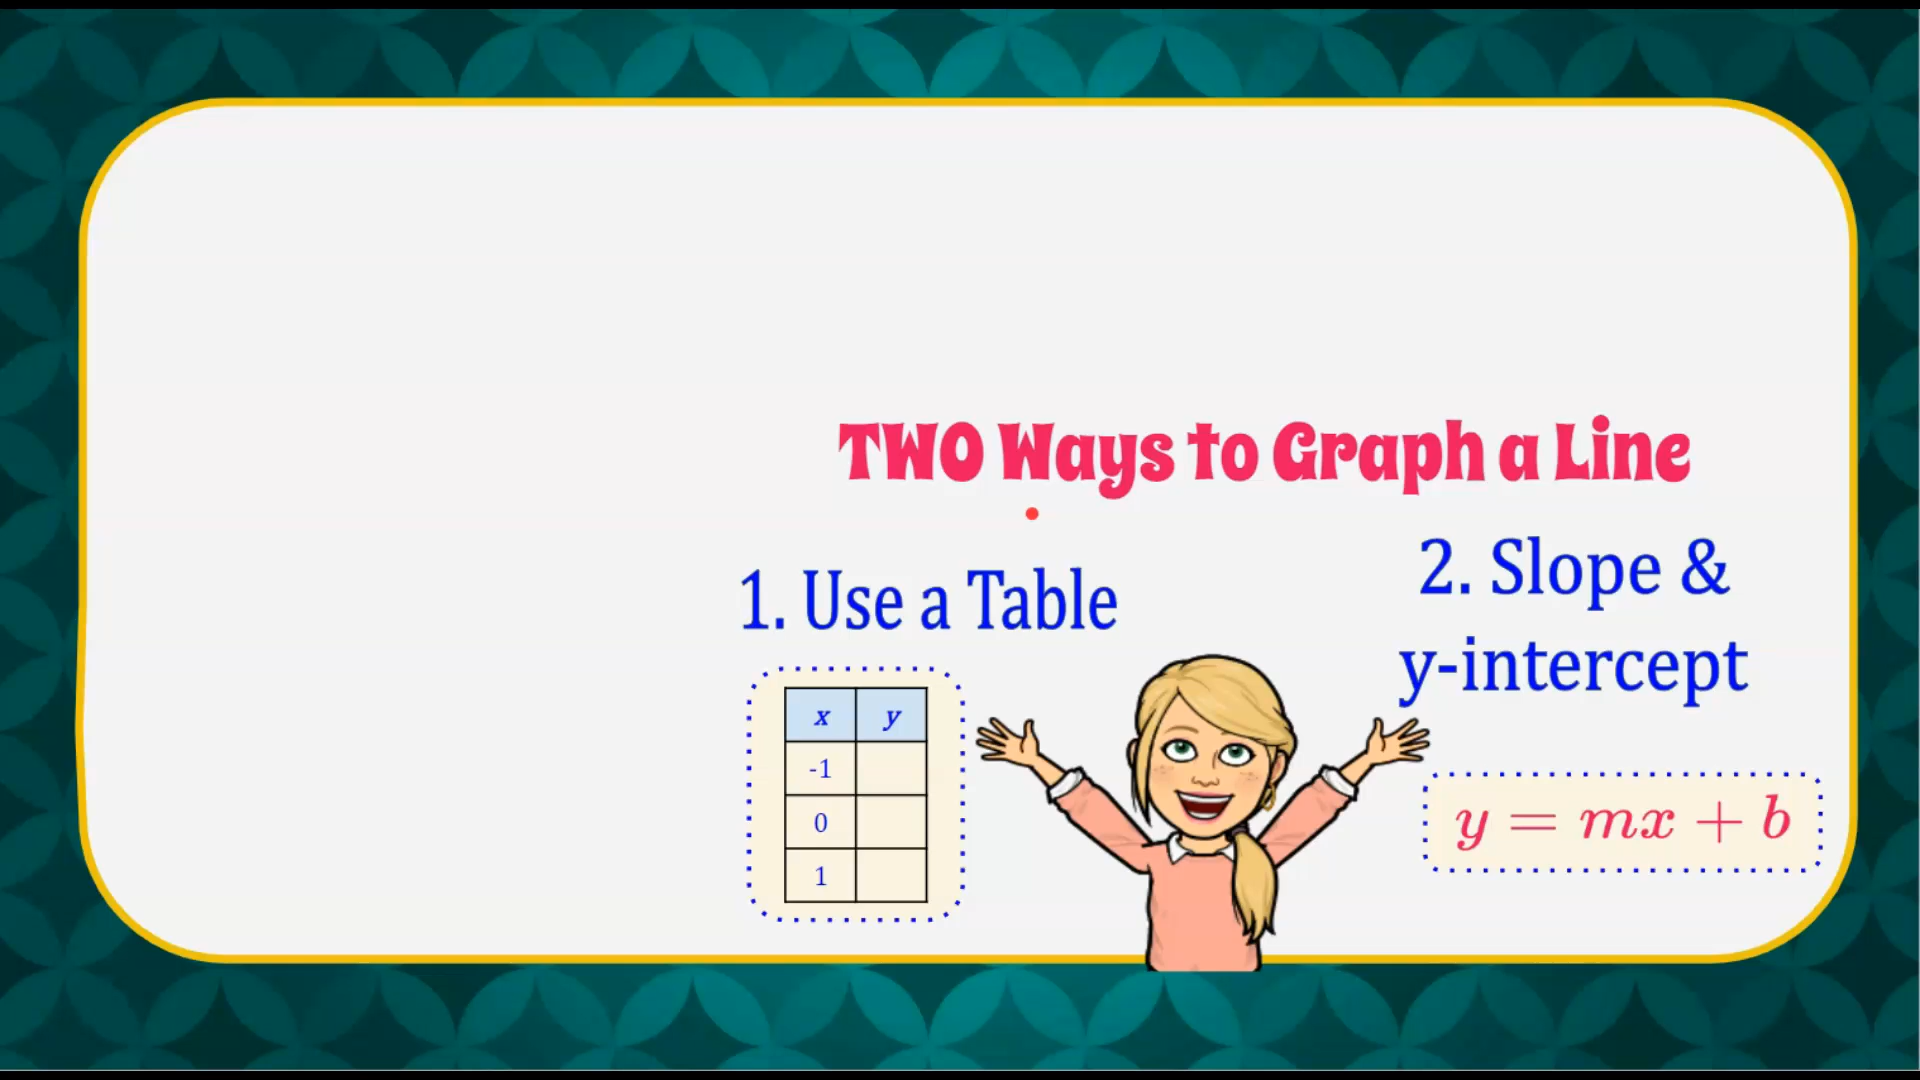 TWO Ways to Graph a Line
1. Use a Table
2. Slope &
y-intercept
x y
-1
0
1
y = mx + b